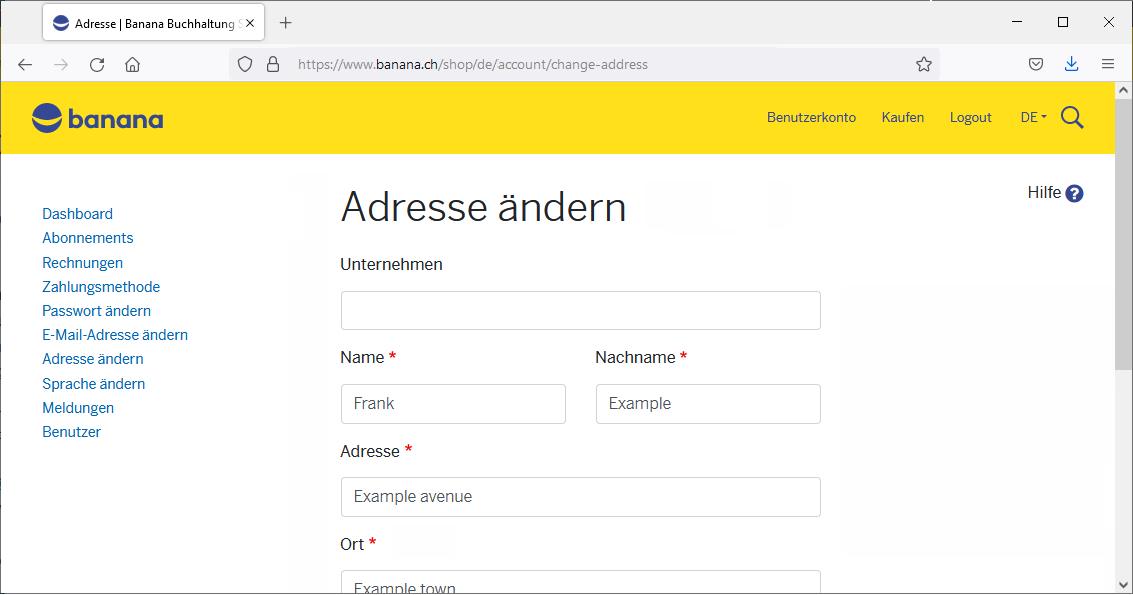 Adresse | Banana Buchhaltung S
https://www.banana.ch/shop/de/account/change-address
banana
Benutzerkonto Kaufen Logout DE
Hilfe ?
Dashboard
Abonnements
Rechnungen
Zahlungsmethode
Passwort ändern
E-Mail-Adresse ändern
Adresse ändern
Sprache ändern
Meldungen
Benutzer
Adresse ändern
Unternehmen
Name * Nachname *
Frank Example
Adresse *
Example avenue
Ort *
Example town